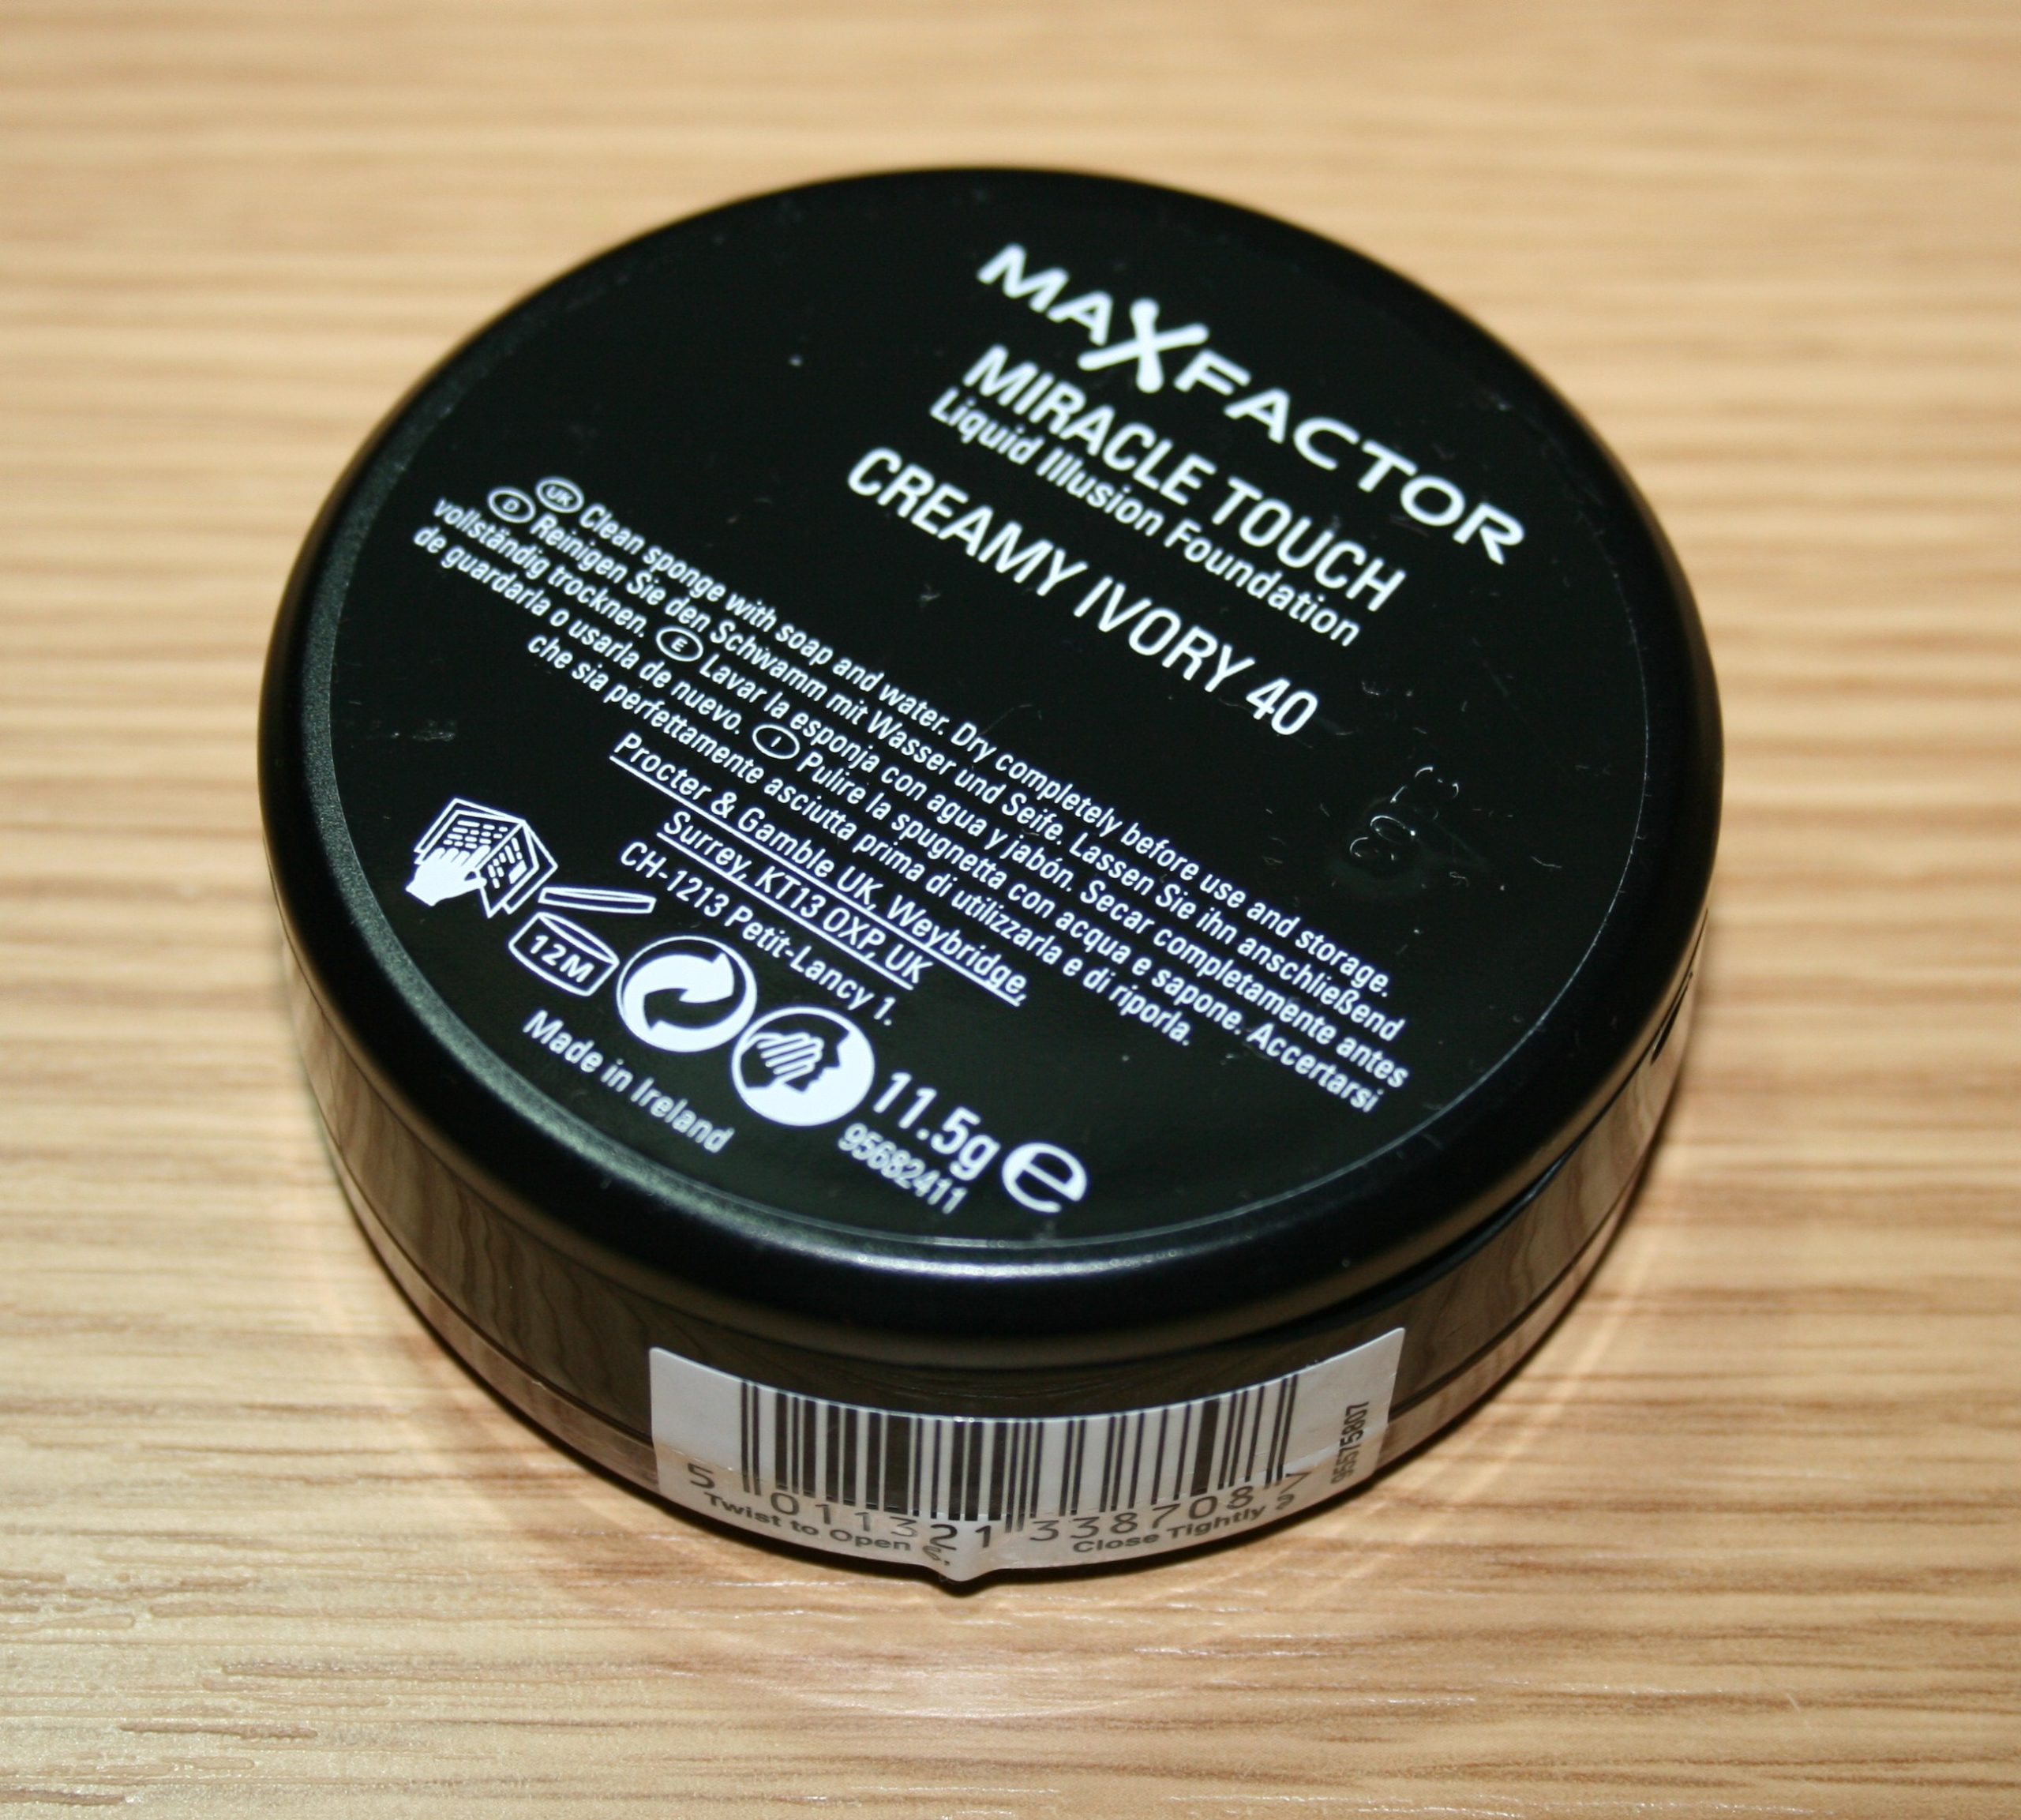 MAXFACTOR
MIRACLE TOUCH
Liquid Illusion Foundation
CREAMY IVORY 40
UK Clean sponge with soap and water. Dry completely before use and storage.
D Reinigen Sie den Schwamm mit Wasser und Seife. Lassen Sie ihn anschließend
vollständig trocknen. E Lavar la esponja con agua y jabón. Secar completamente antes
de guardarla o usarla de nuevo. I Pulire la spugnetta con acqua e sapone. Accertarsi
che sia perfettamente asciutta prima di utilizzarla e di riporla.
Procter & Gamble UK, Weybridge,
Surrey, KT13 0XP, UK
CH-1213 Petit-Lancy 1.
12M
11.5g e
Made in Ireland
95682411
95575807
5 011321 338708
Twist to Open
Close Tightly